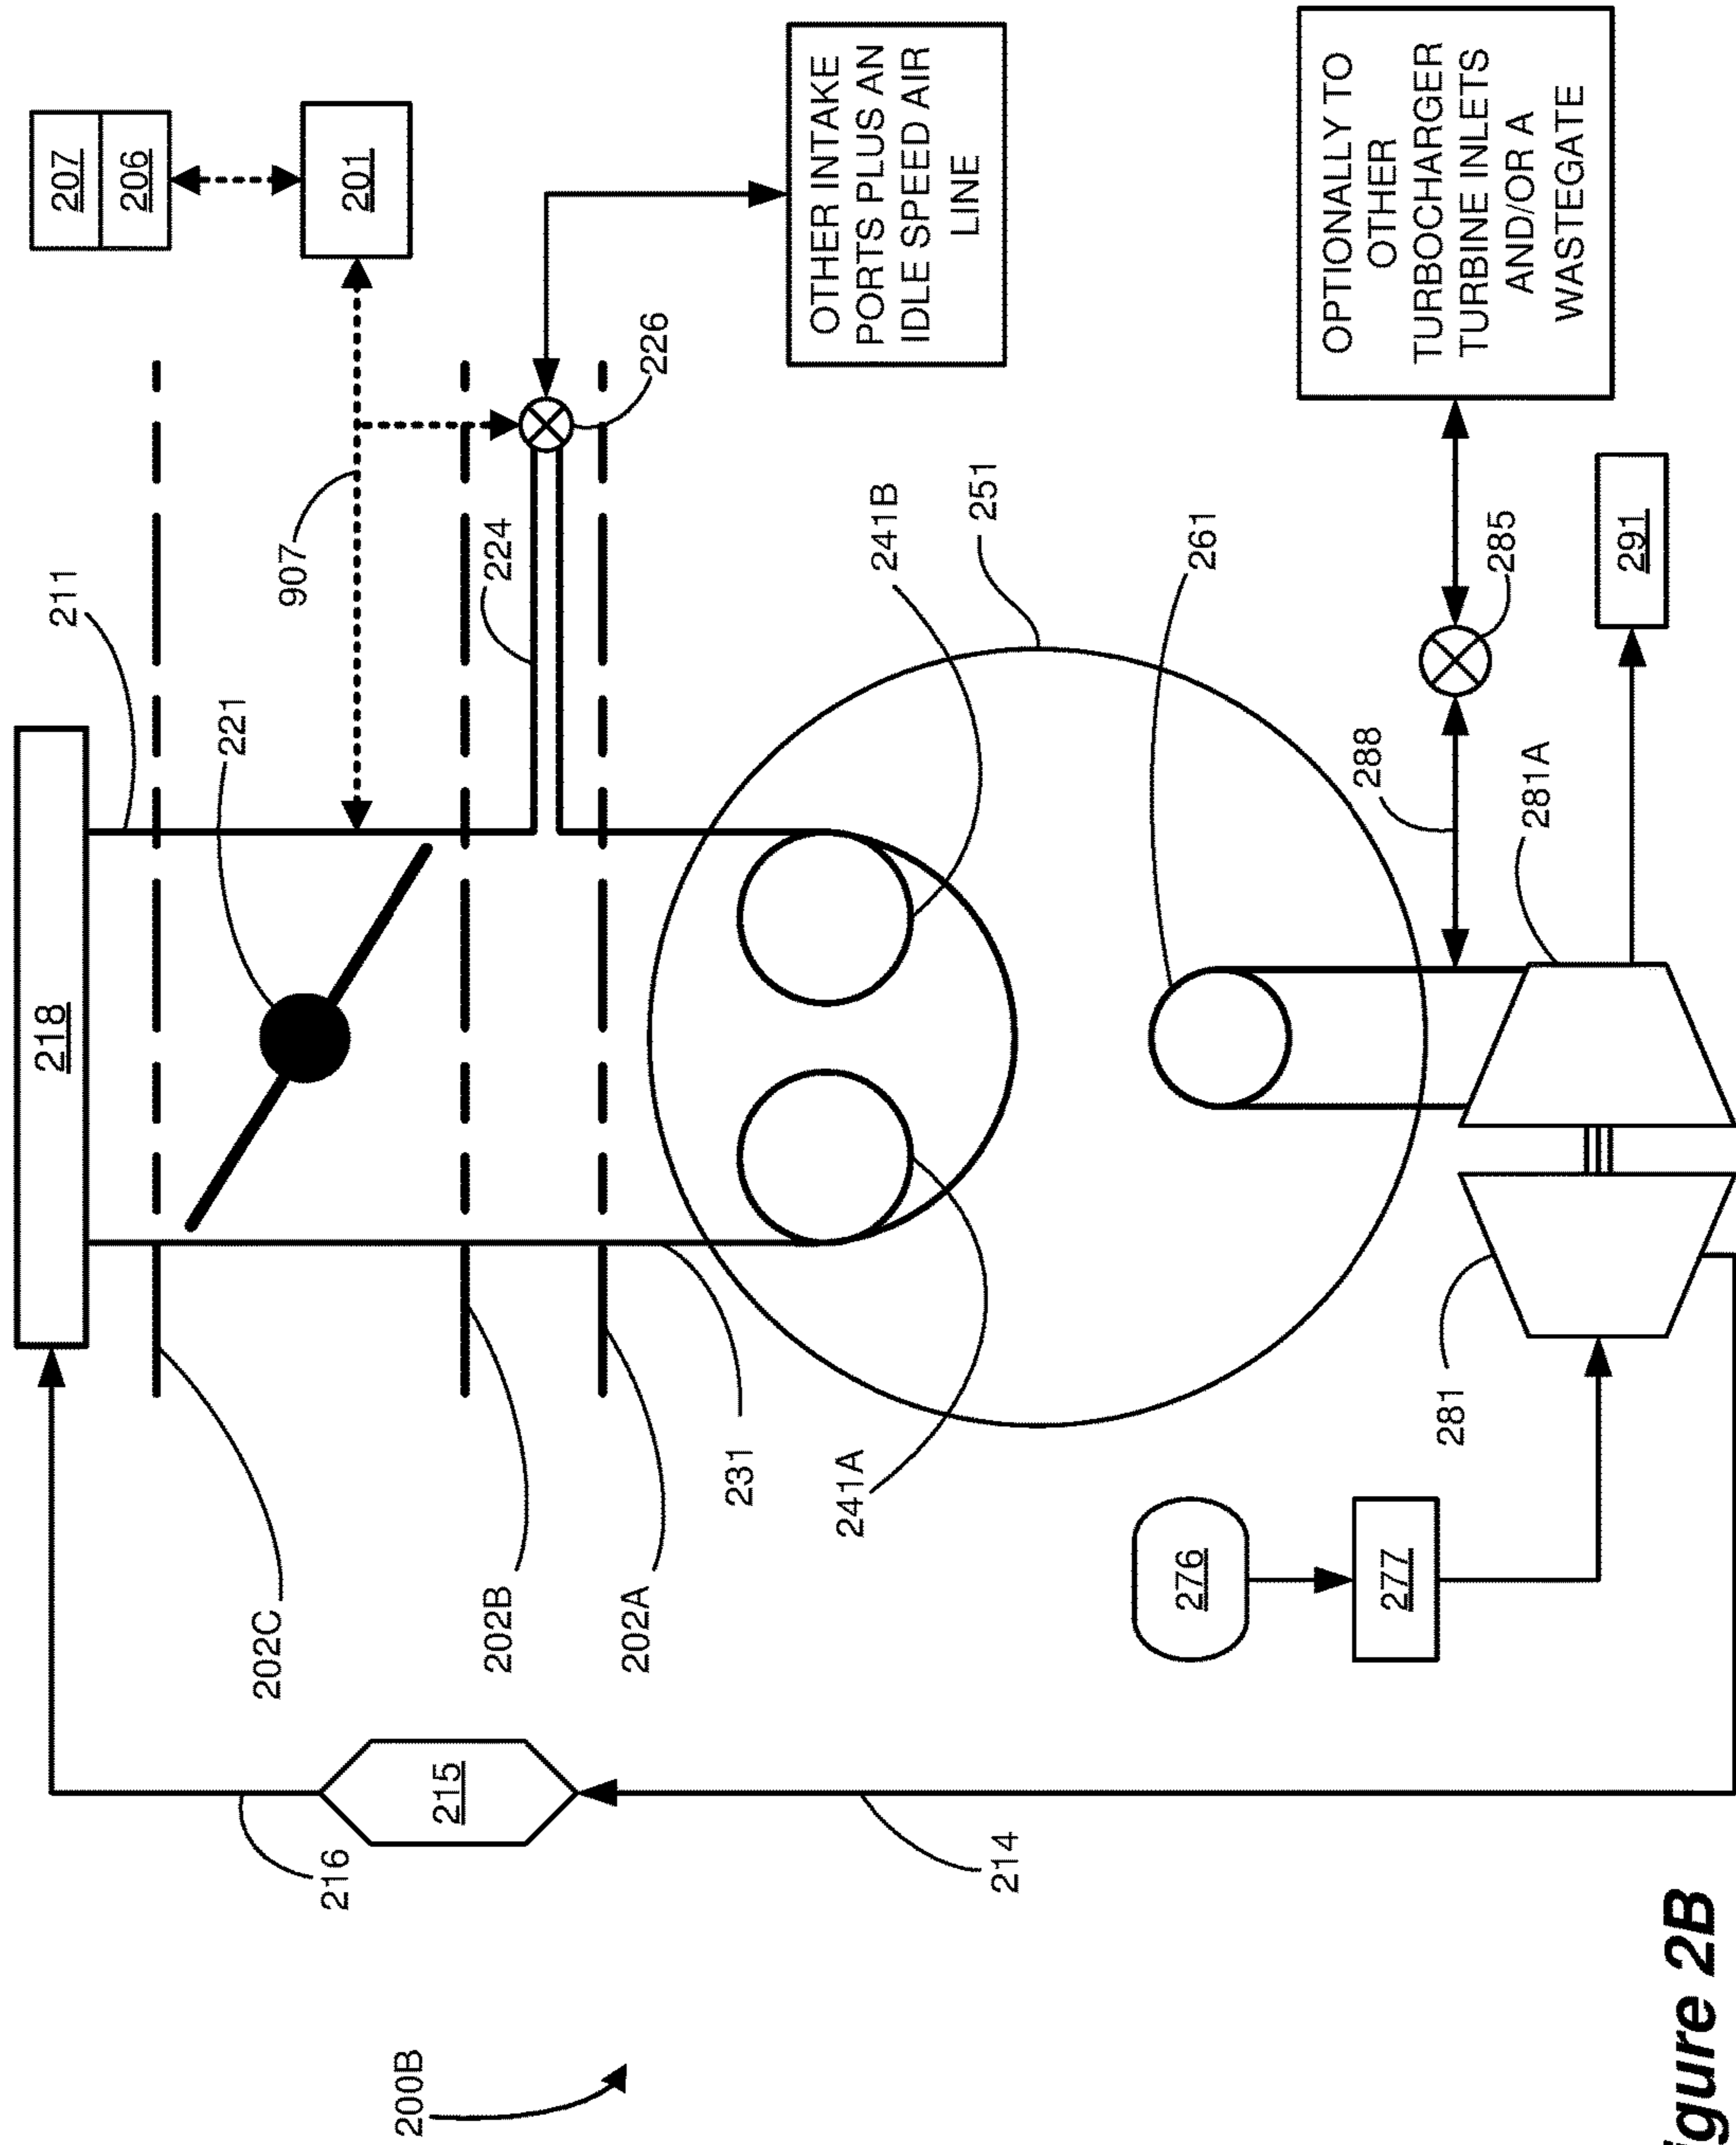 218
207
211
206
221
202C
907
216
201
200B
215
202B
224
202A
226
231
OTHER INTAKE
PORTS PLUS AN
IDLE SPEED AIR
LINE
241A
241B
251
214
276
261
277
288
OPTIONALLY TO
OTHER
TURBOCHARGER
TURBINE INLETS
AND/OR A
WASTEGATE
281
285
281A
291
igure 2B